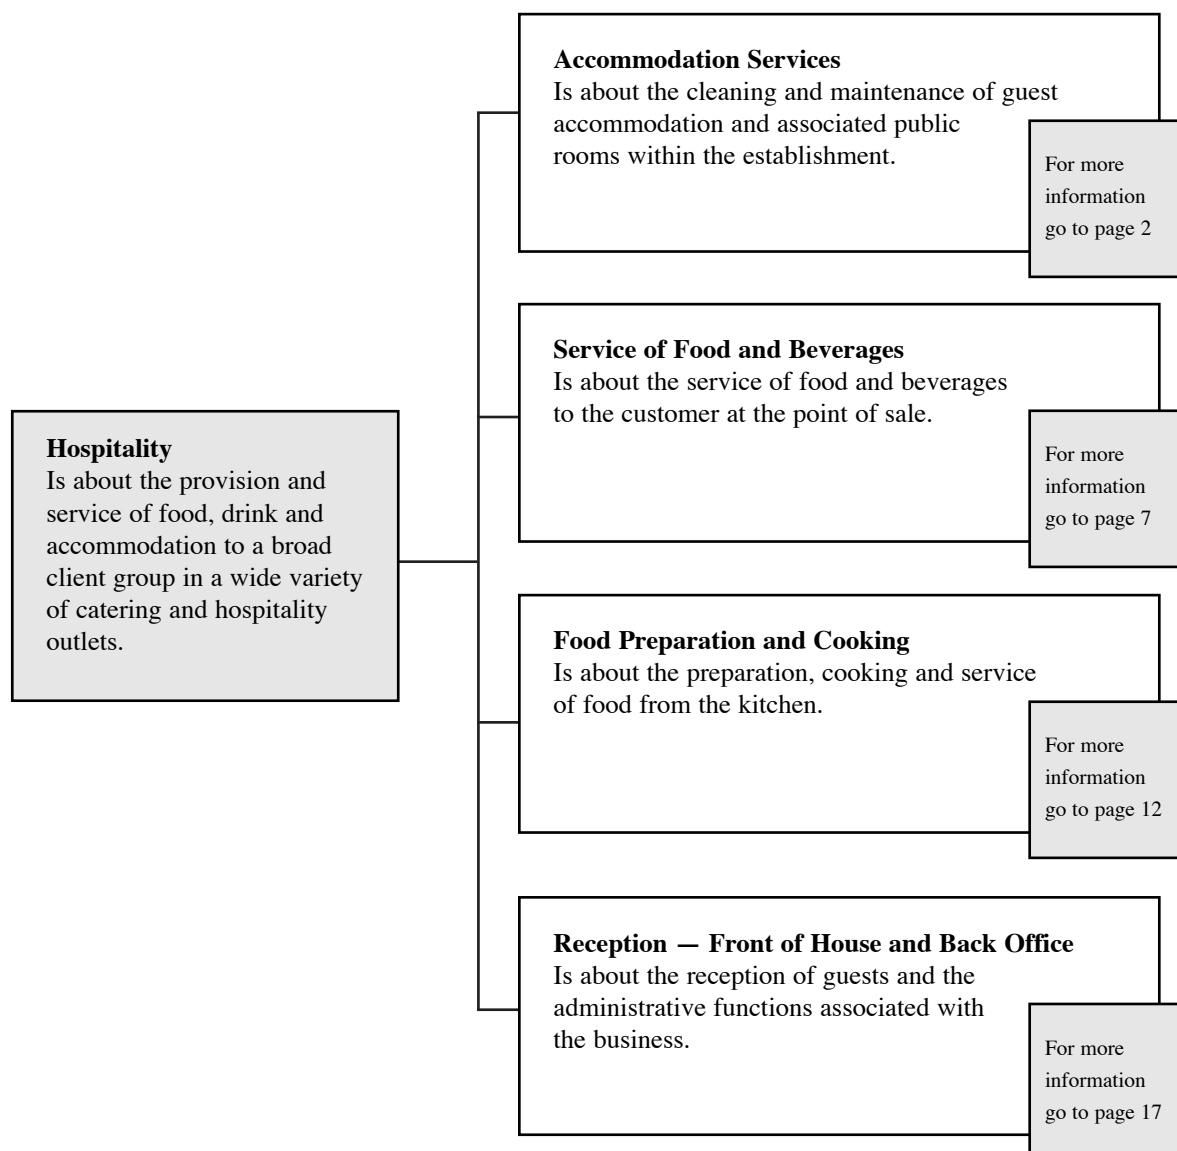 Accommodation Services
Is about the cleaning and maintenance of guest
accommodation and associated public
rooms within the establishment.
For more
information
go to page 2
Service of Food and Beverages
Is about the service of food and beverages
to the customer at the point of sale.
For more
information
go to page 7
Hospitality
Is about the provision and
service of food, drink and
accommodation to a broad
client group in a wide variety
of catering and hospitality
outlets.
Food Preparation and Cooking
Is about the preparation, cooking and service
of food from the kitchen.
For more
information
go to page 12
Reception — Front of House and Back Office
Is about the reception of guests and the
administrative functions associated with
the business.
For more
information
go to page 17